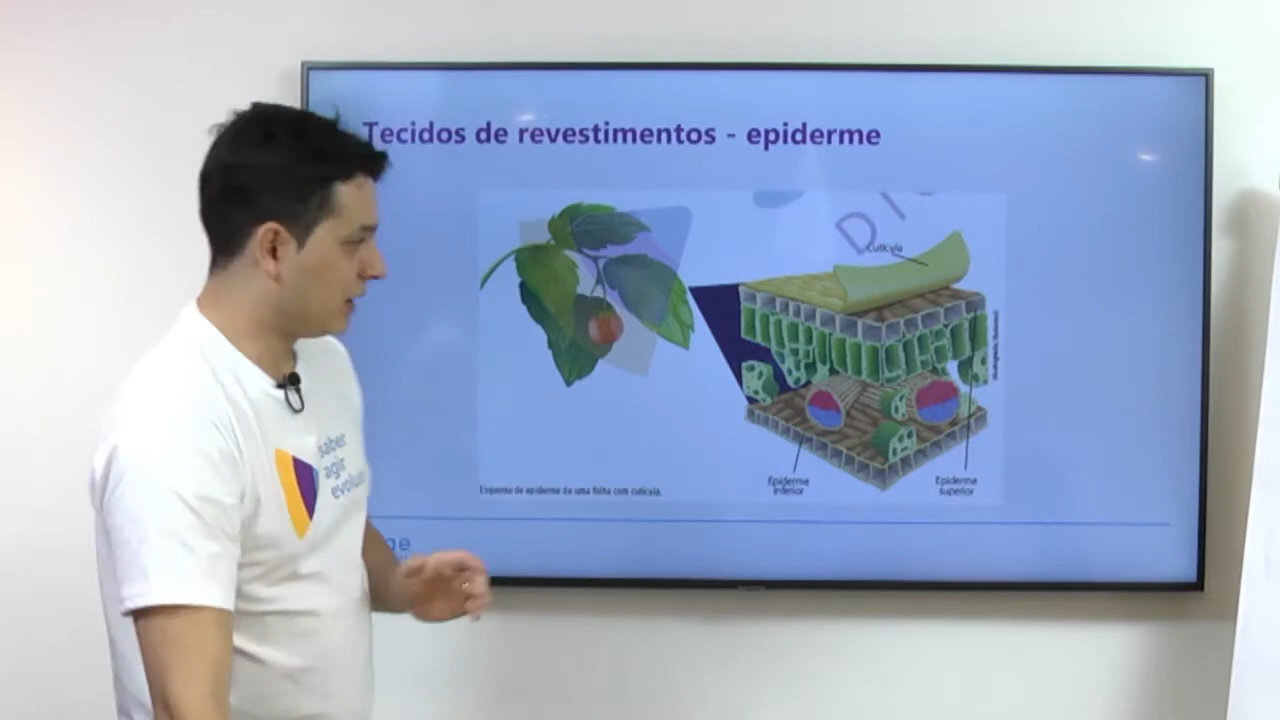 Tecidos de revestimentos - epiderme
DIG
Cutícula
Epiderme
inferior
Epiderme
superior
Esquema de epiderme de uma folha com cutícula.
saber
agir
evoluir